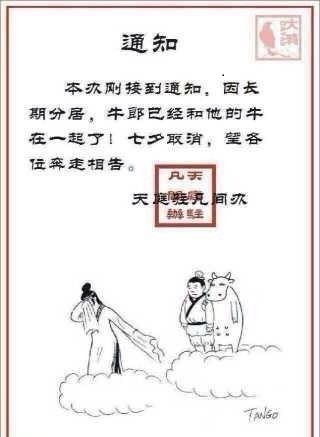 通知
本办刚接到通知，因长
期分居，牛郎已经和他的牛
在一起了！七夕取消，望各
位奔走相告。
天庭驻凡间办
TANGO